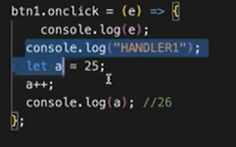 btn1.onclick = (e) => {
console.log(e);
console.log("HANDLER1");
let a = 25;
a++;
console.log(a); //26
};